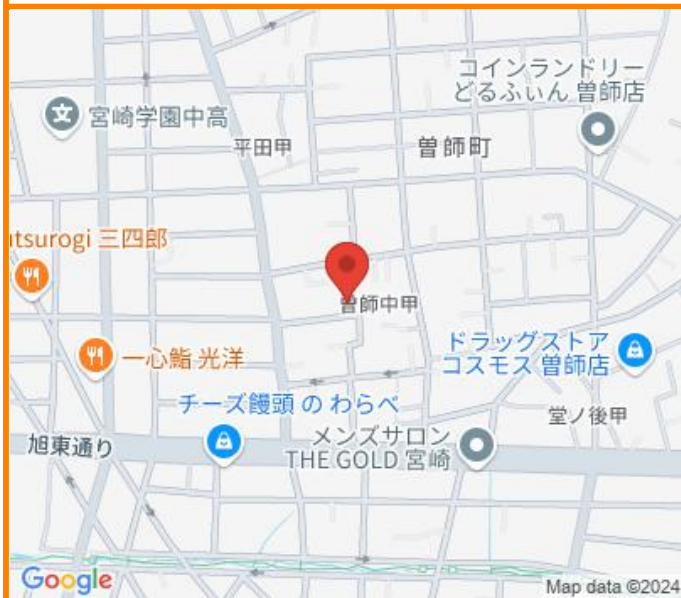 コインランドリー
どるふぃん 曽師店
宮崎学園中高
平田甲
曽師町
itsurogi 三四郎
曽師中甲
一心鮨 光洋
ドラッグストア
コスモス 曽師店
チーズ饅頭 の わらべ
堂ノ後甲
旭東通り
メンズサロン
THE GOLD 宮崎
Google
Map data ©2024